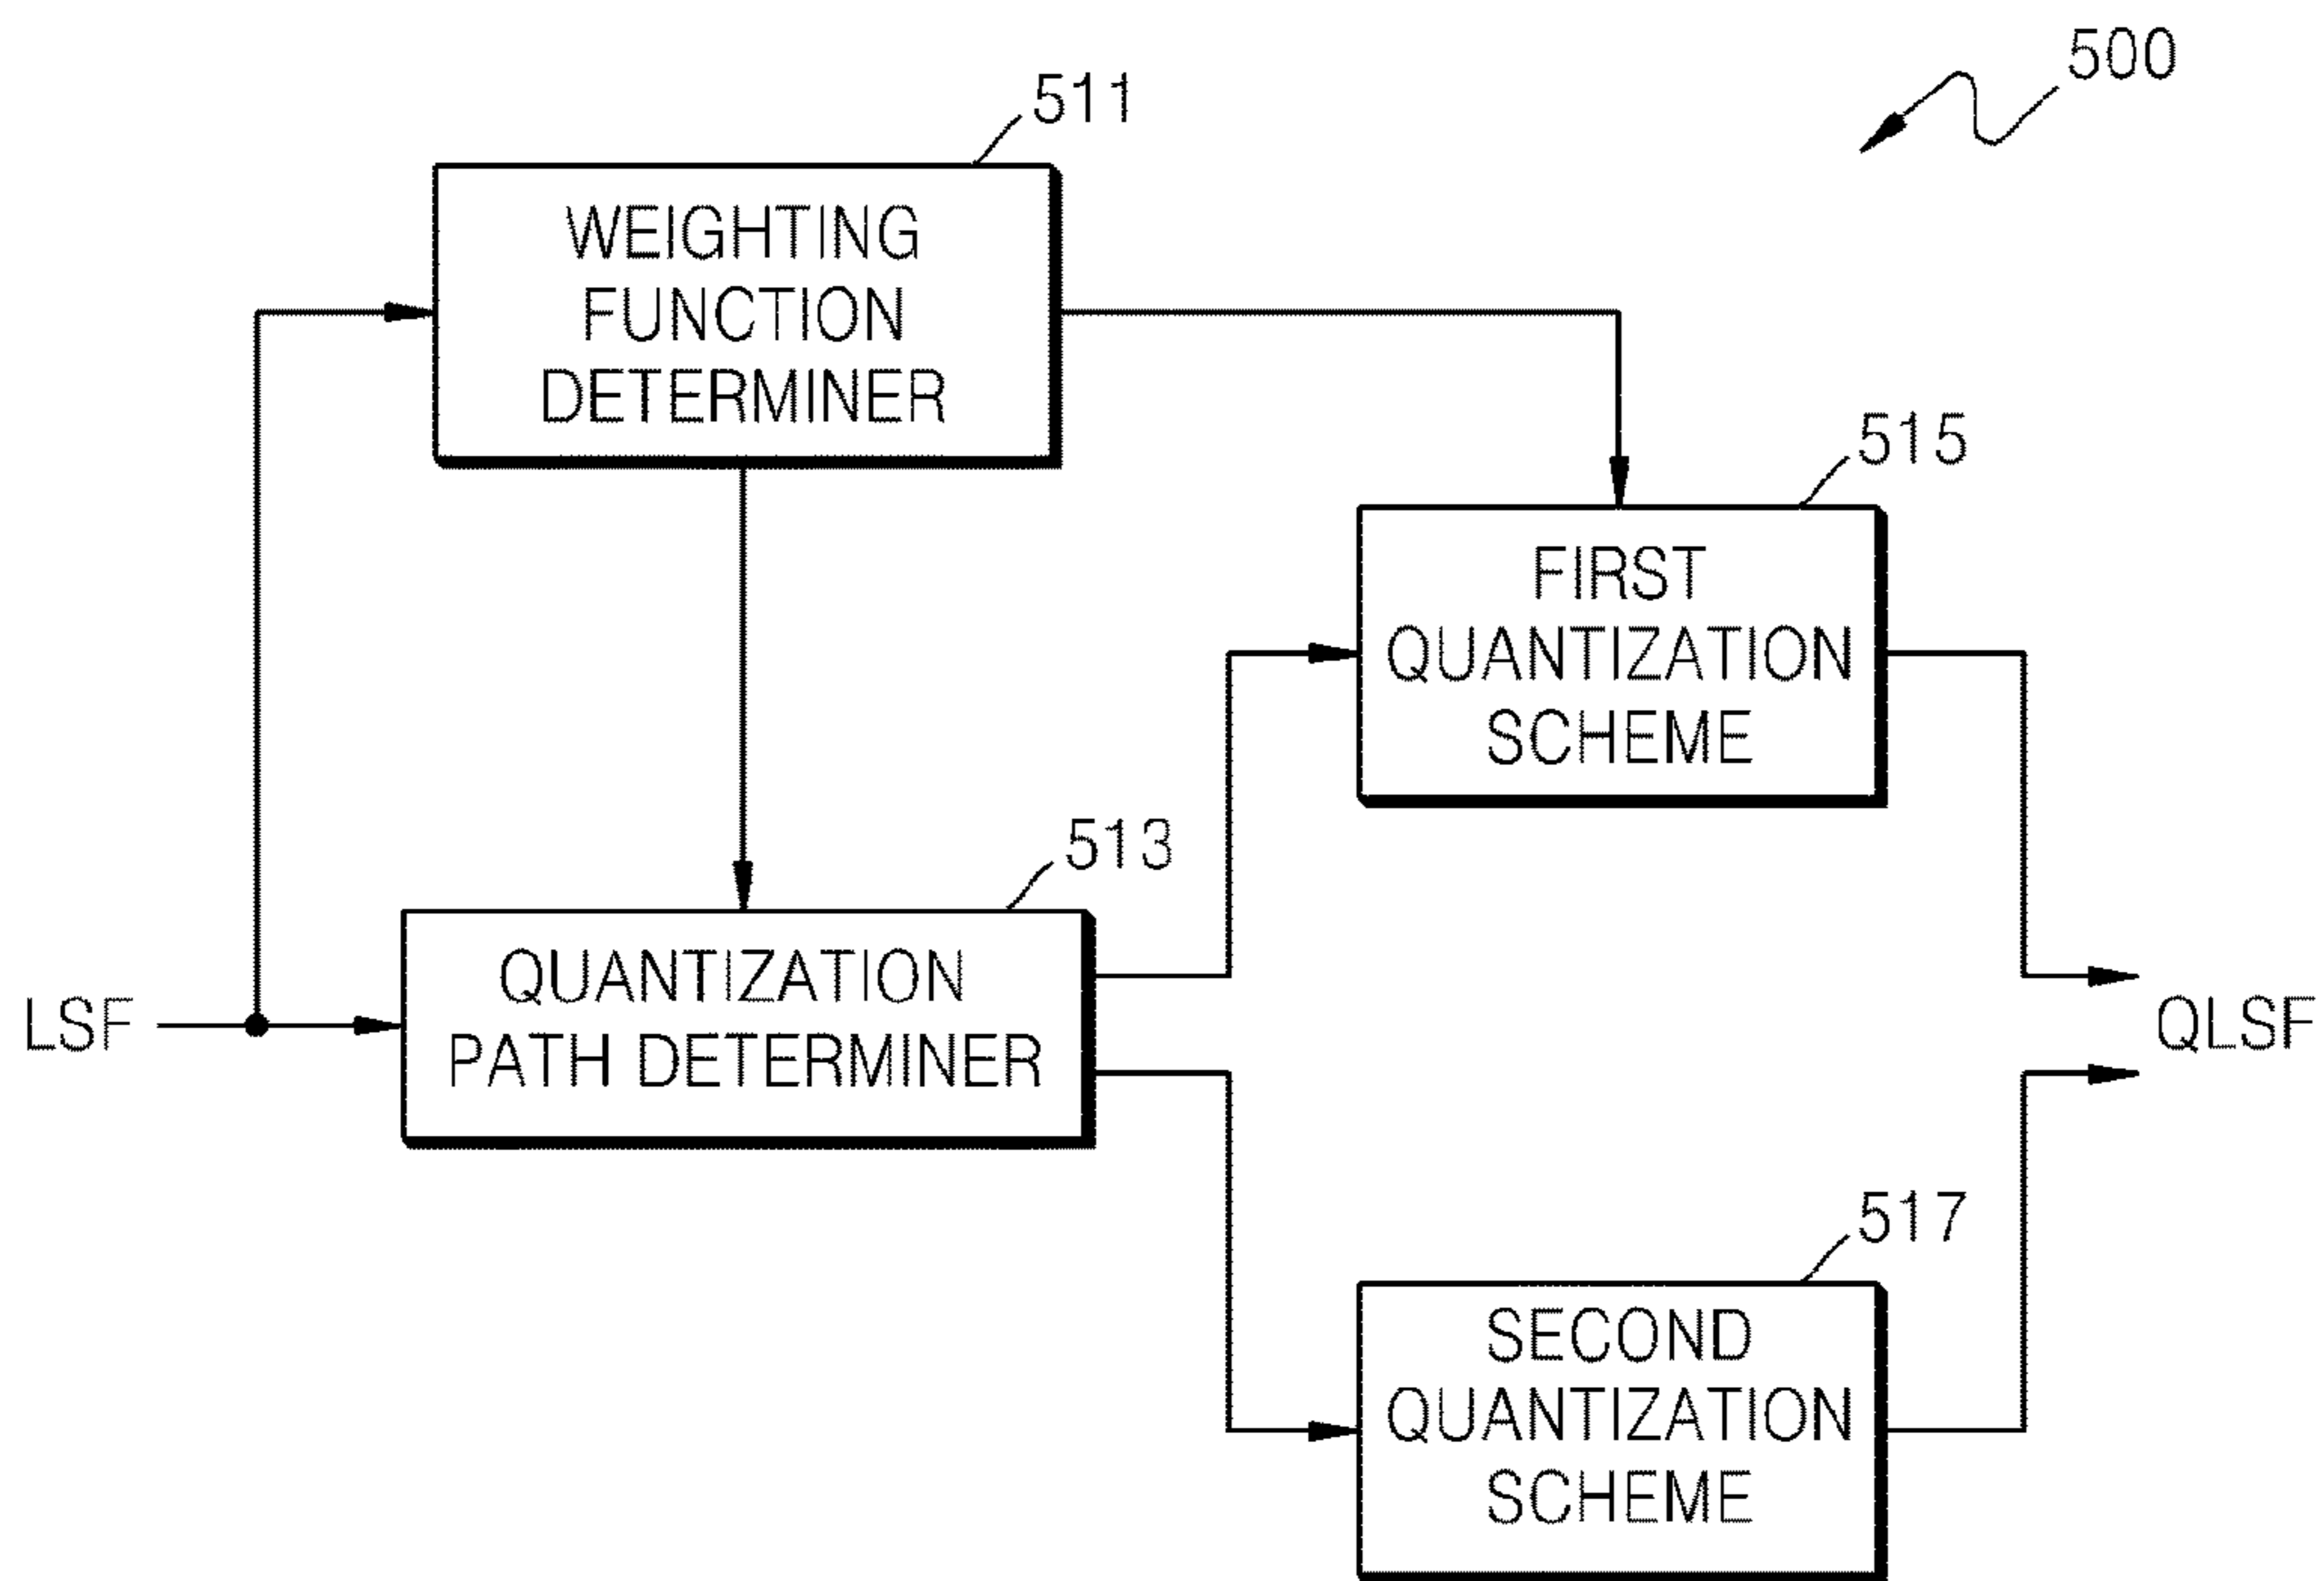 500
511
WEIGHTING
FUNCTION
DETERMINER
515
FIRST
QUANTIZATION
SCHEME
513
QUANTIZATION
PATH DETERMINER
LSF
QLSF
517
SECOND
QUANTIZATION
SCHEME